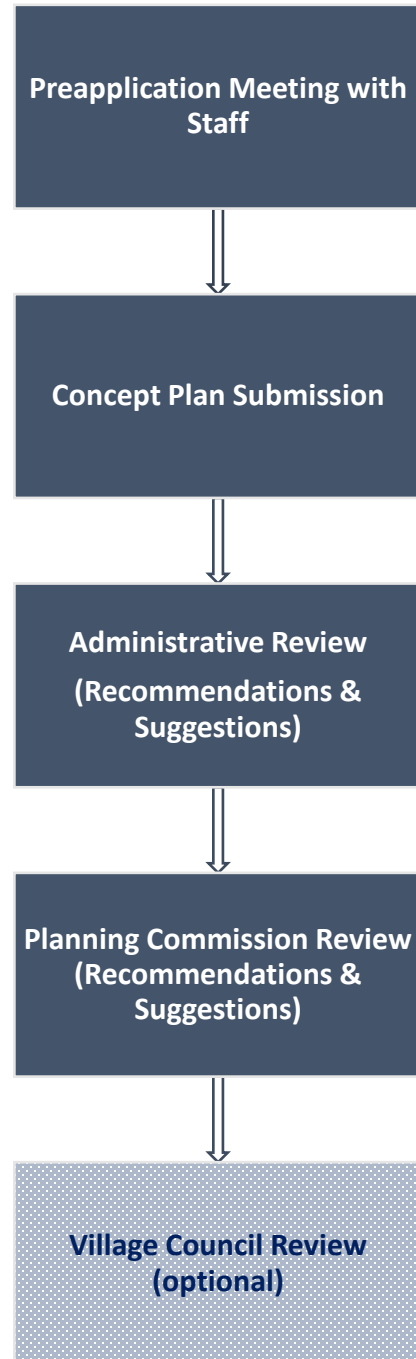 Preapplication Meeting with
Staff
Concept Plan Submission
Administrative Review
(Recommendations &
Suggestions)
Planning Commission Review
(Recommendations &
Suggestions)
Village Council Review
(optional)